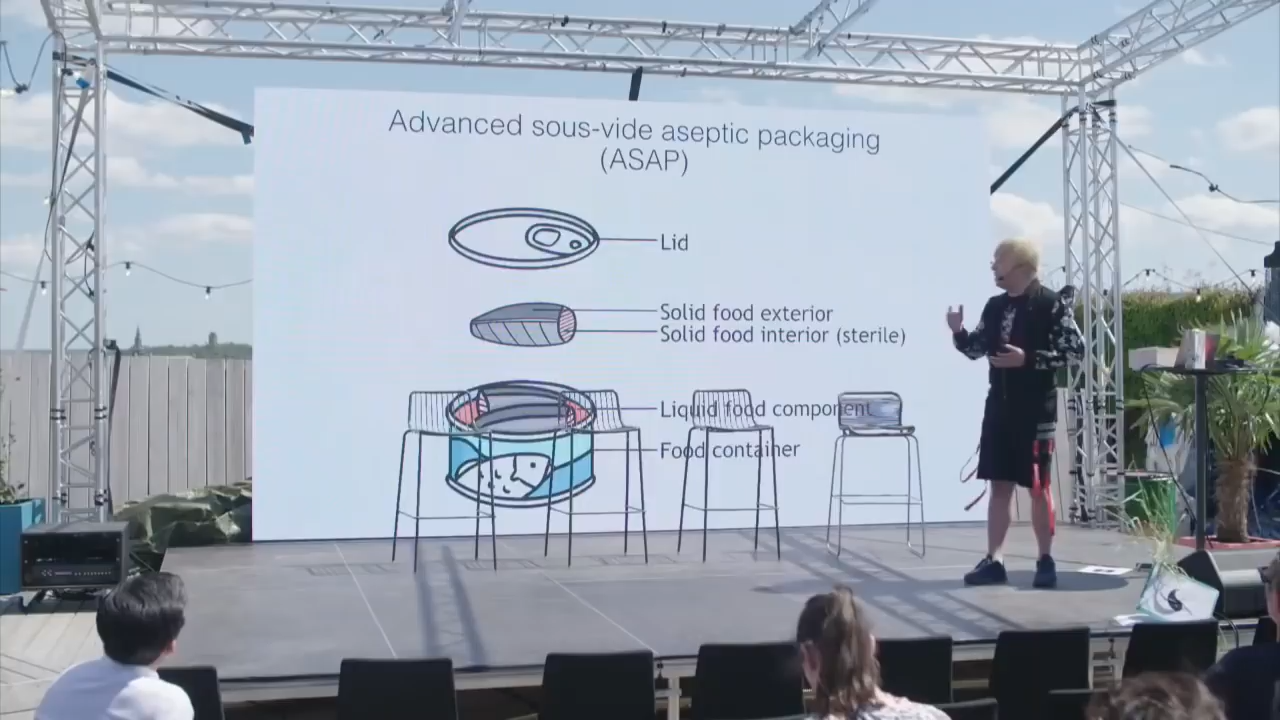 Advanced sous-vide aseptic packaging
(ASAP)
Lid
Solid food exterior
Solid food interior (sterile)
Liquid food component
Food container